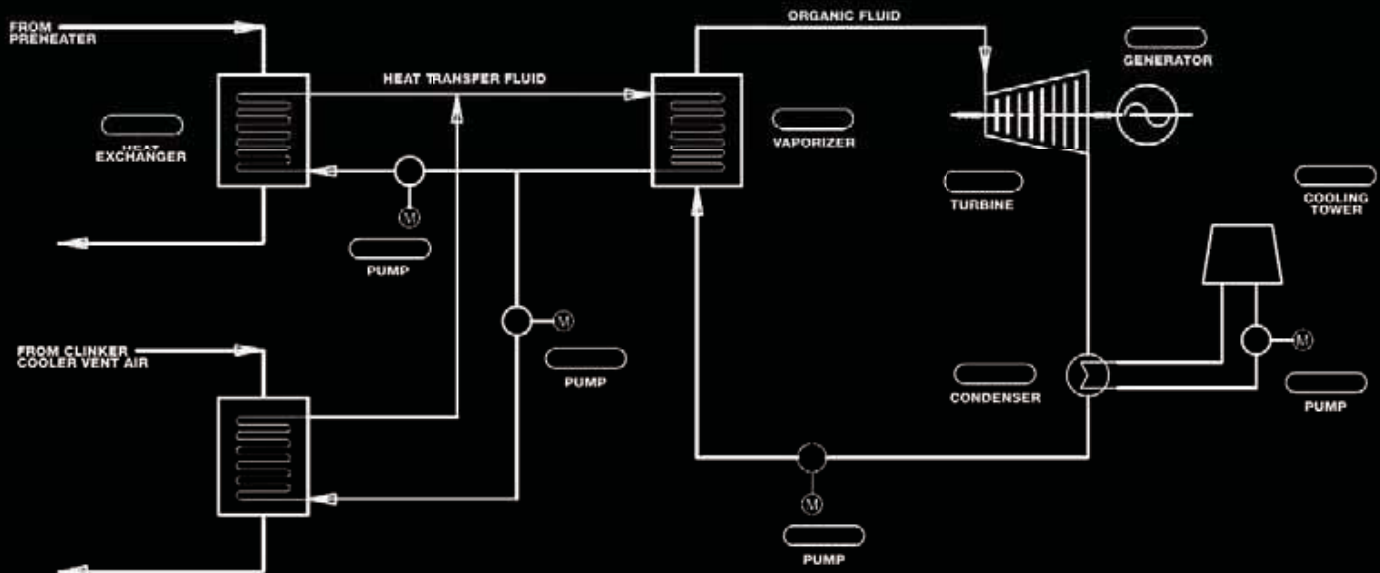 FROM
PREHEATER
ORGANIC FLUID
GENERATOR
HEAT TRANSFER FLUID
HEAT
EXCHANGER
VAPORIZER
TURBINE
COOLING
TOWER
M
PUMP
M
PUMP
FROM CLINKER
COOLER VENT AIR
M
CONDENSER
PUMP
M
PUMP